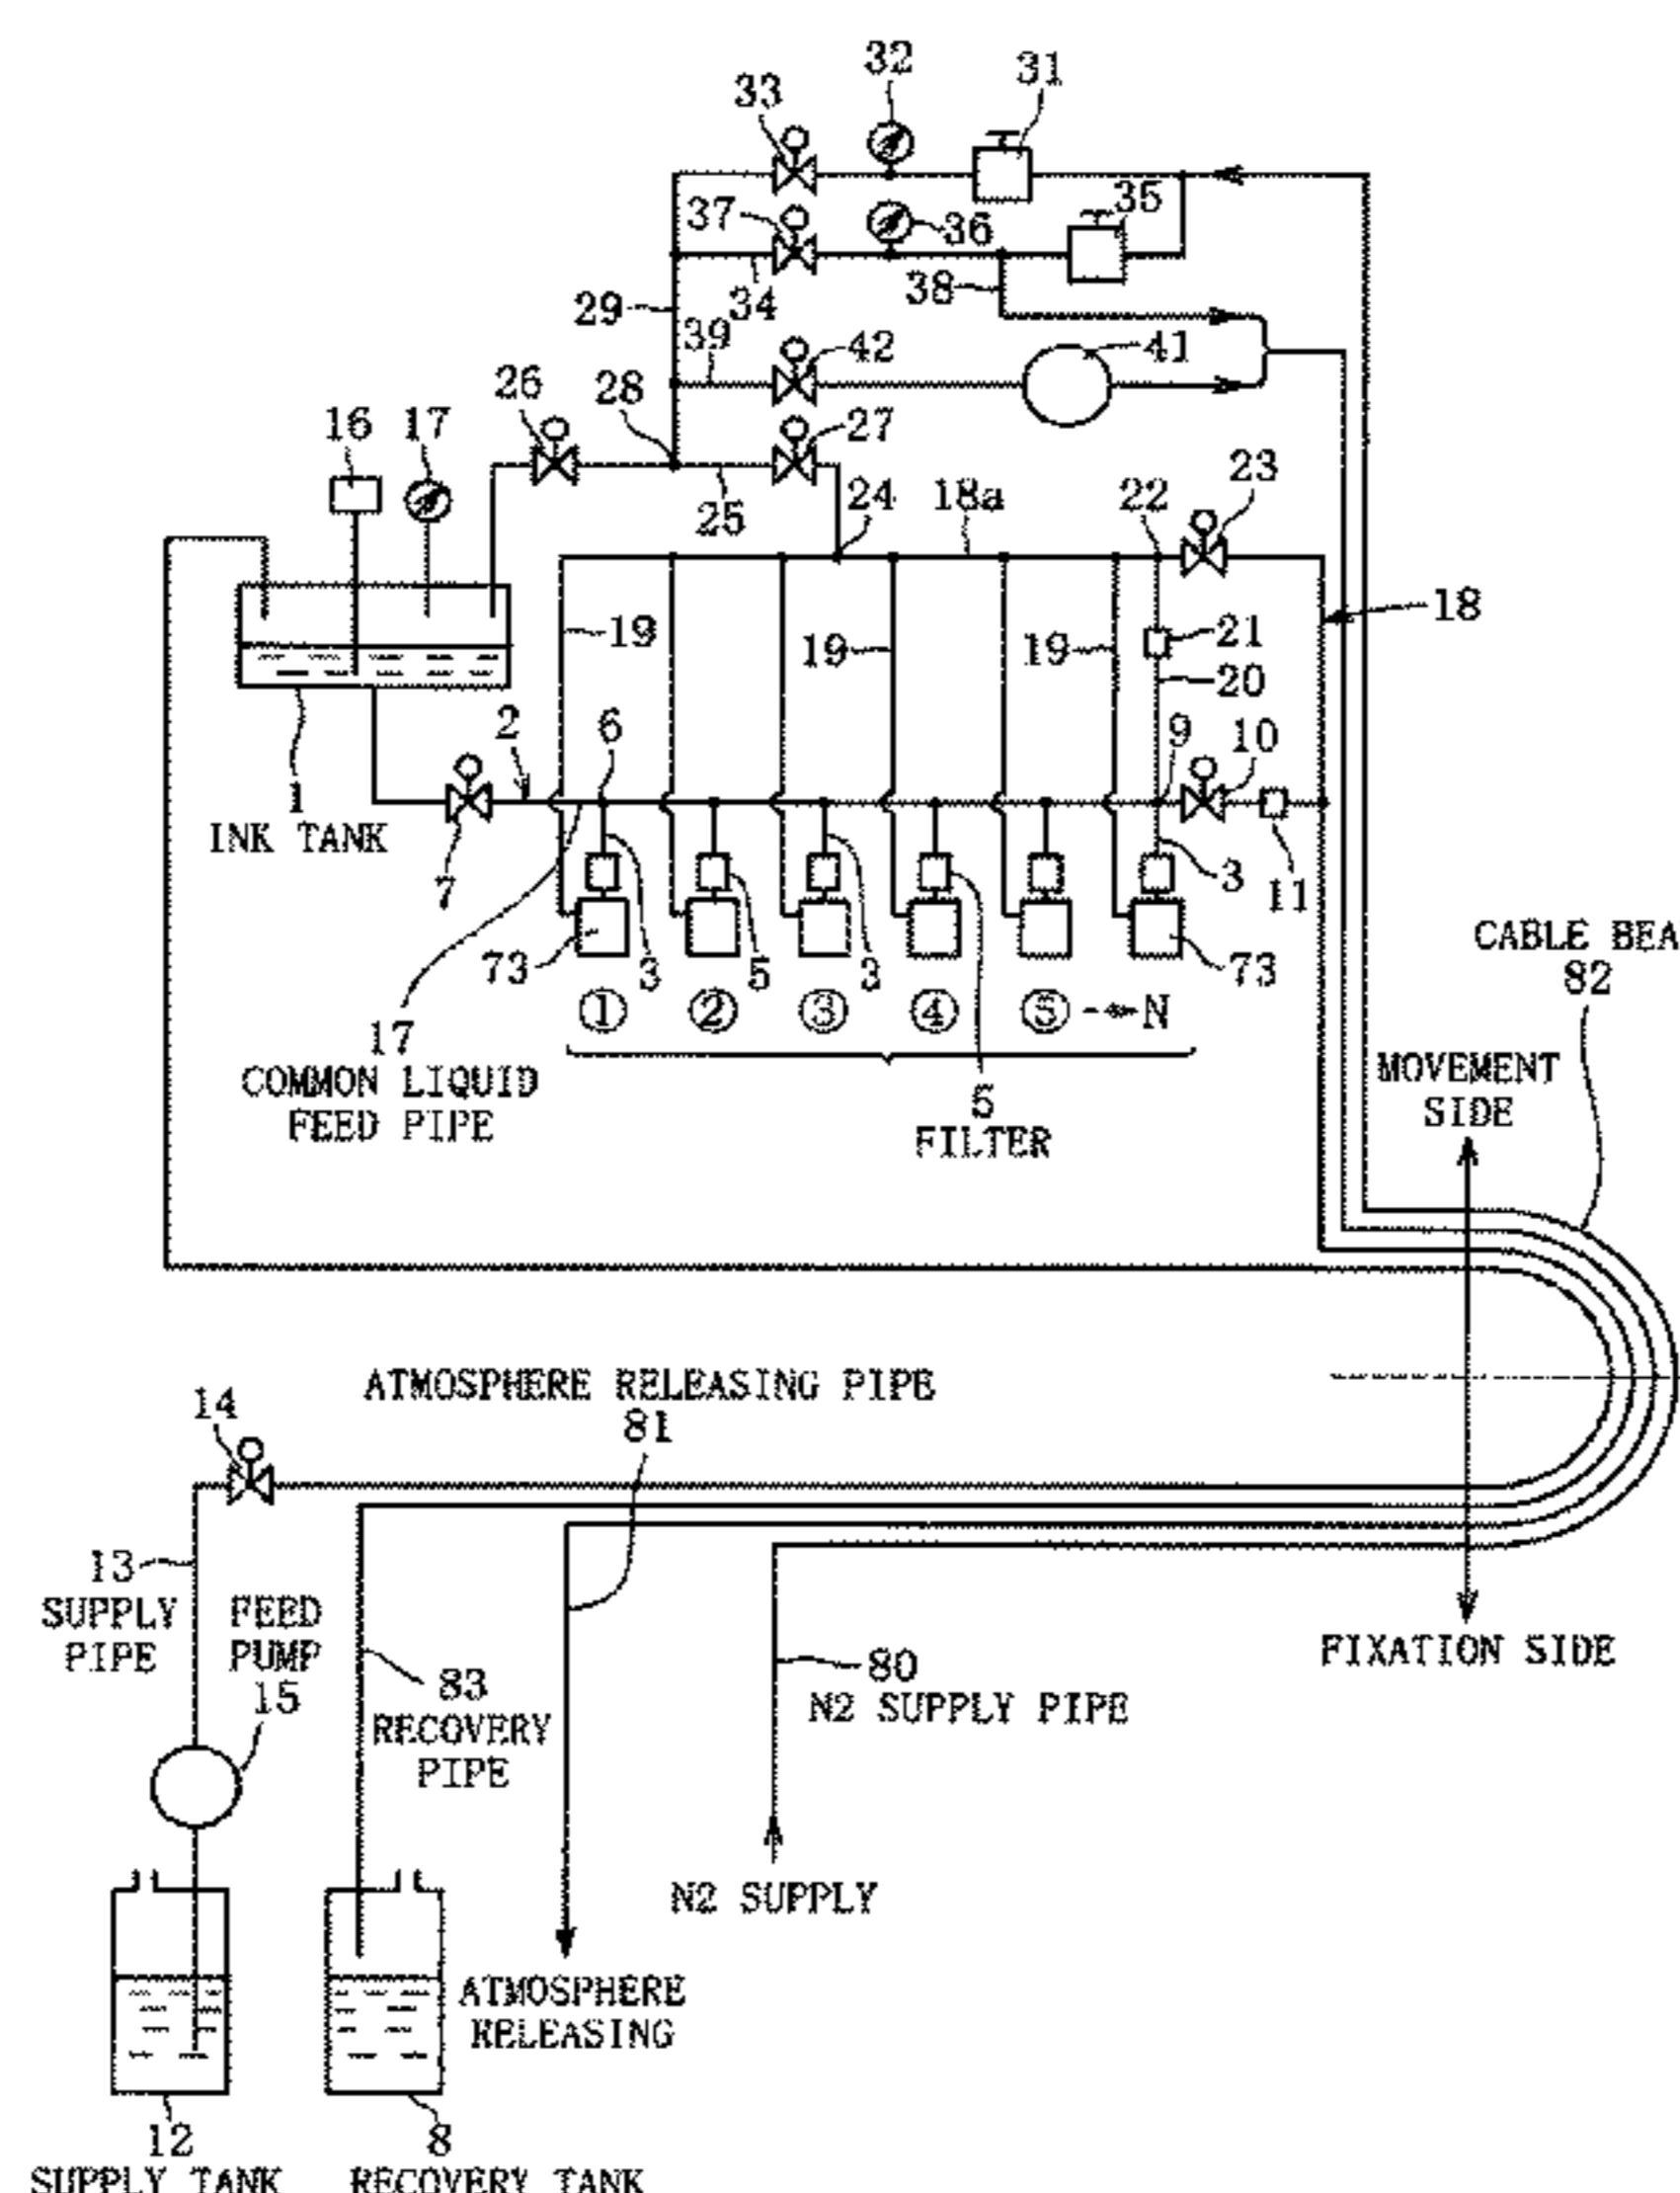 32
31
33
37
36
35
38
34
29
39
42
41
26
28
27
16
17
25
24
18a
22
23
18
19
19
19
21
20
2
6
9
10
1
INK TANK
7
3
11
73
3
5
3
73
CABLE BEA
82
① ② ③ ④ ⑤ N
17
COMMON LIQUID
FEED PIPE
5
FILTER
MOVEMENT
SIDE
ATMOSPHERE RELEASING PIPE
81
14
13
SUPPLY
PIPE
FEED
PUMP
15
83
RECOVERY
PIPE
80
N2 SUPPLY PIPE
FIXATION SIDE
N2 SUPPLY
ATMOSPHERE
RELEASING
12
SUPPLY TANK
8
RECOVERY TANK